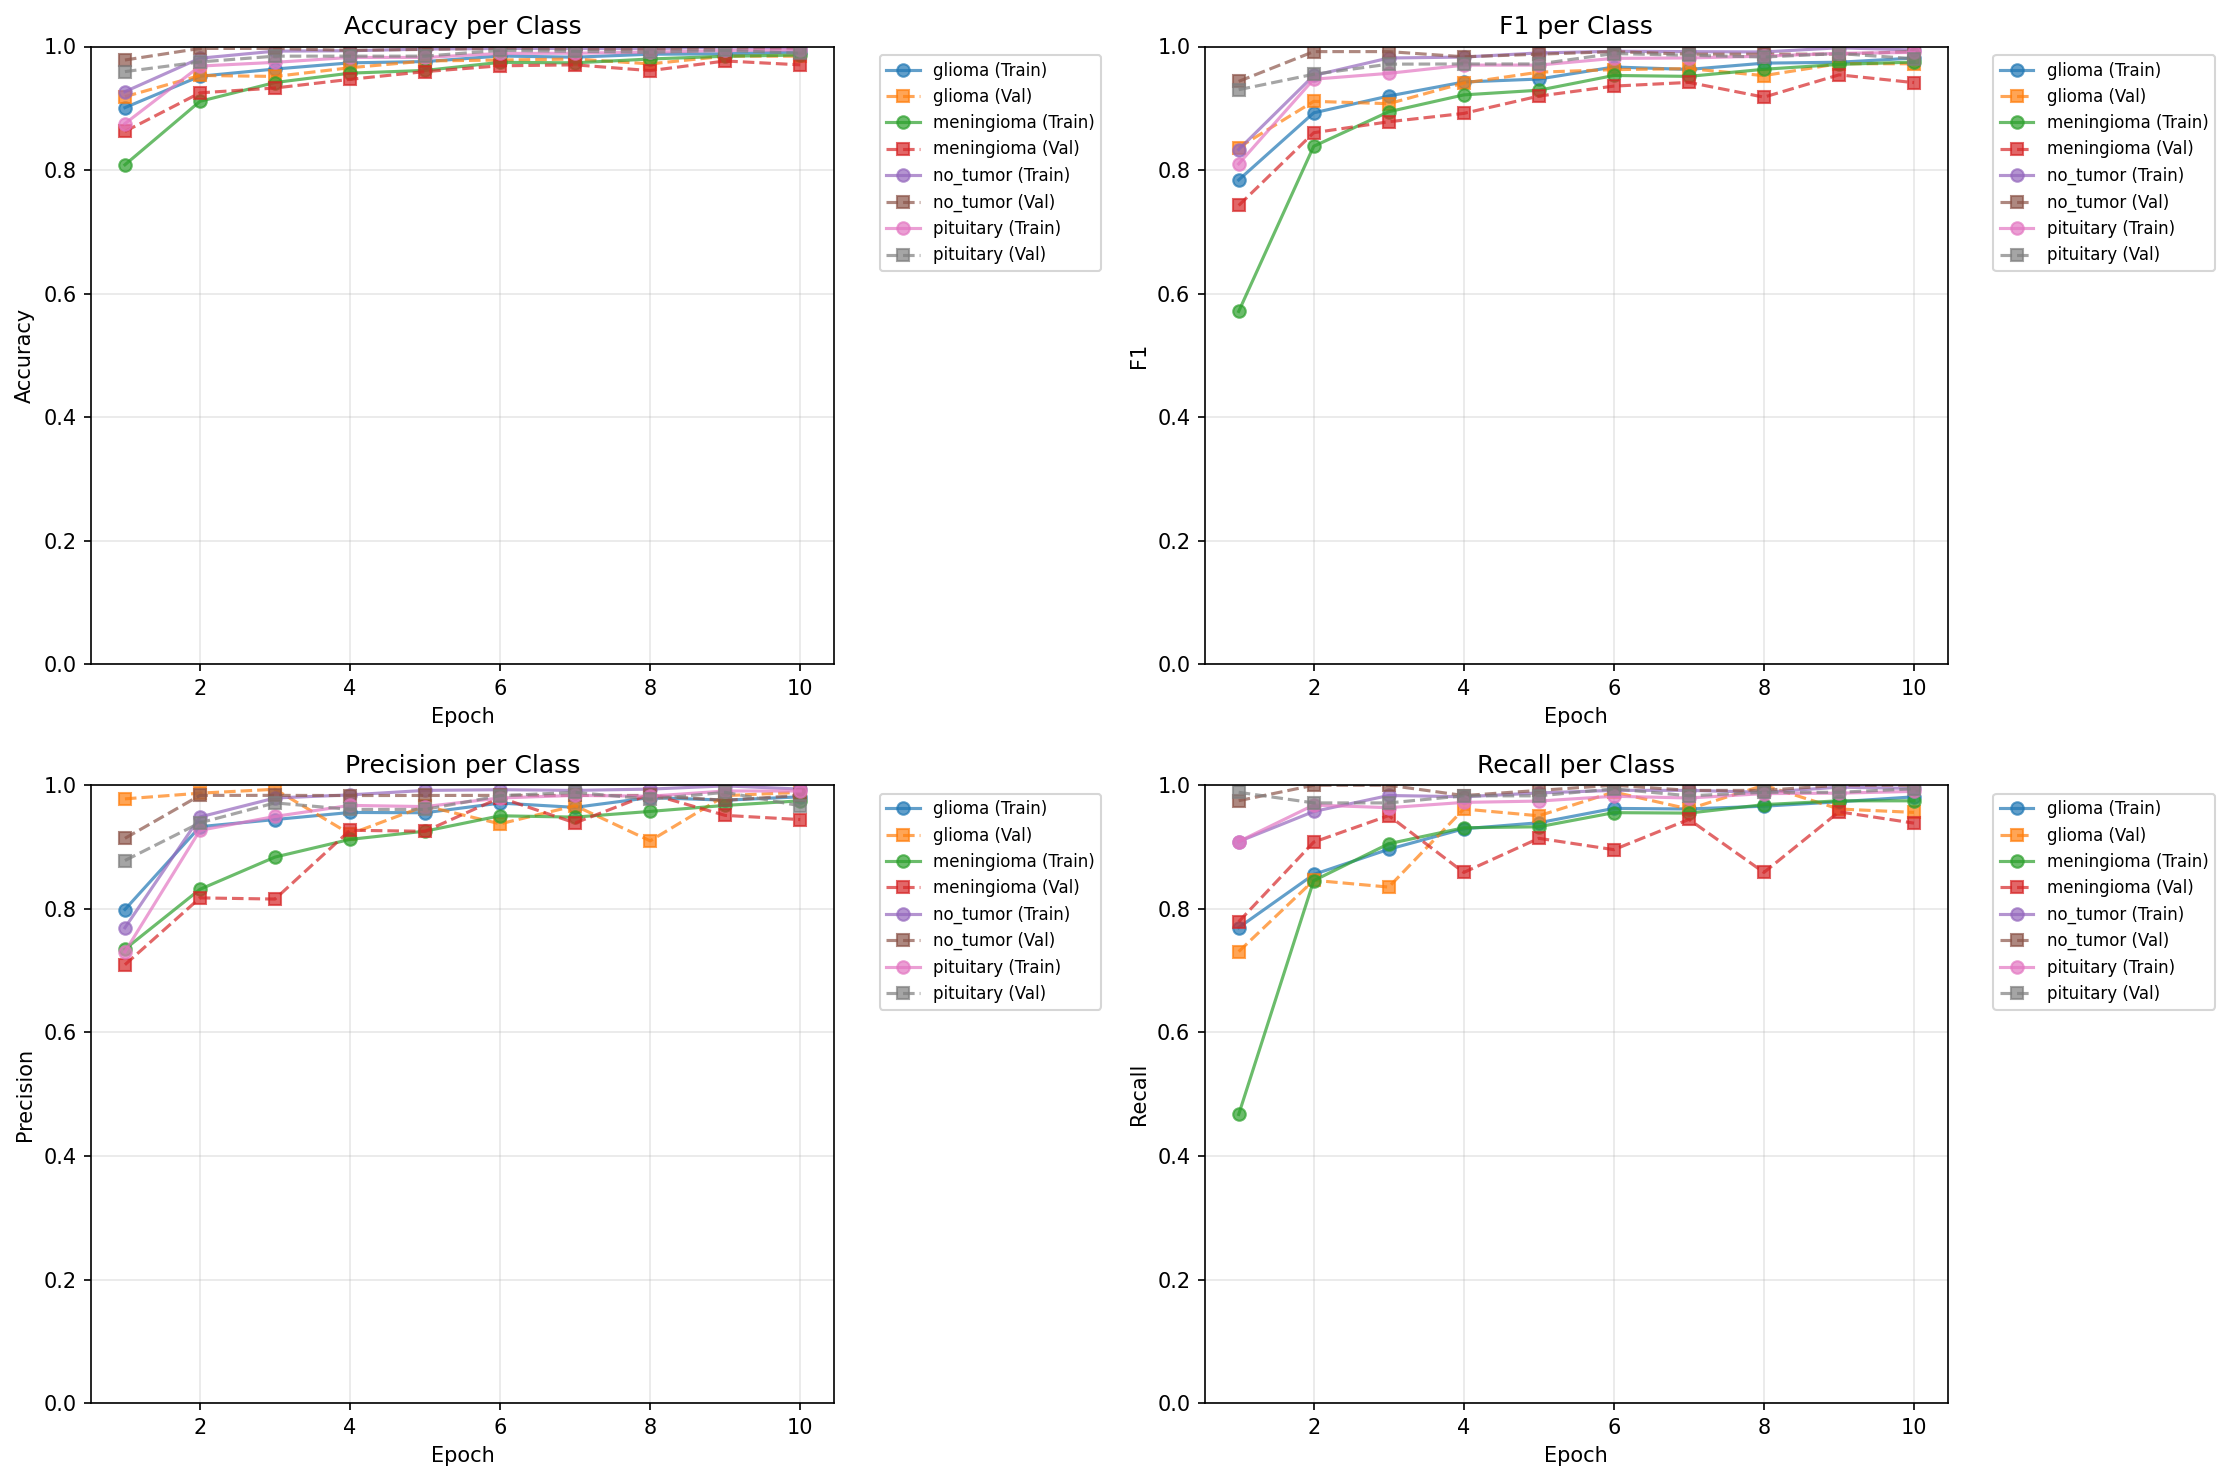 Accuracy per Class
1.0
0.8
0.6
0.4
0.2
0.0
Accuracy
2
4
6
8
10
Epoch
glioma (Train)
glioma (Val)
meningioma (Train)
meningioma (Val)
no_tumor (Train)
no_tumor (Val)
pituitary (Train)
pituitary (Val)
F1 per Class
1.0
0.8
0.6
0.4
0.2
0.0
F1
2
4
6
8
10
Epoch
glioma (Train)
glioma (Val)
meningioma (Train)
meningioma (Val)
no_tumor (Train)
no_tumor (Val)
pituitary (Train)
pituitary (Val)
Precision per Class
1.0
0.8
0.6
0.4
0.2
0.0
Precision
2
4
6
8
10
Epoch
glioma (Train)
glioma (Val)
meningioma (Train)
meningioma (Val)
no_tumor (Train)
no_tumor (Val)
pituitary (Train)
pituitary (Val)
Recall per Class
1.0
0.8
0.6
0.4
0.2
0.0
Recall
2
4
6
8
10
Epoch
glioma (Train)
glioma (Val)
meningioma (Train)
meningioma (Val)
no_tumor (Train)
no_tumor (Val)
pituitary (Train)
pituitary (Val)